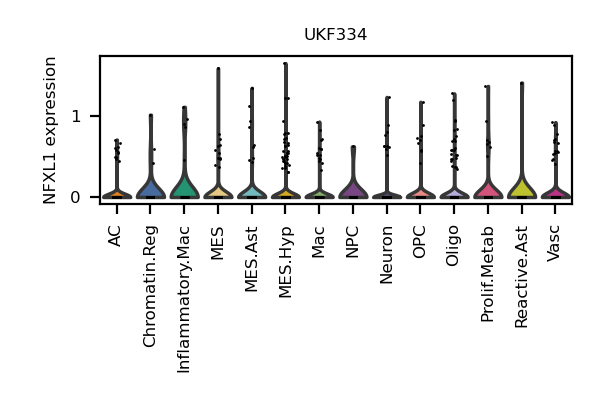 UKF334
NFXL1 expression
1
0
AC
Chromatin.Reg
Inflammatory.Mac
MES
MES.Ast
MES.Hyp
Mac
NPC
Neuron
OPC
Oligo
Prolif.Metab
Reactive.Ast
Vasc